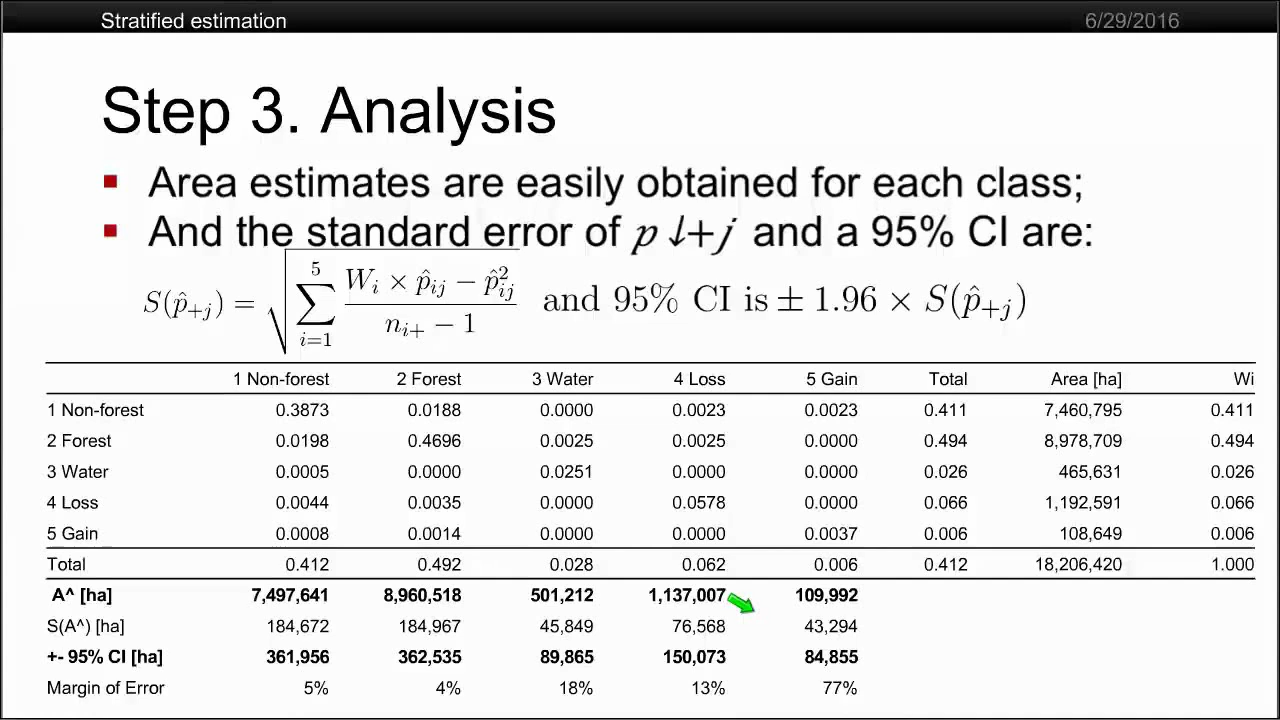 Stratified estimation 6/29/2016
Step 3. Analysis
Area estimates are easily obtained for each class;
And the standard error of p ↓+j and a 95% CI are:
S(p̂₊ⱼ) = √(∑ᵢ₌₁⁵ (Wᵢ × p̂ᵢⱼ − p̂²ᵢⱼ) / (nᵢ₊ − 1)) and 95% CI is ± 1.96 × S(p̂₊ⱼ)
1 Non-forest 2 Forest 3 Water 4 Loss 5 Gain Total Area [ha] Wi
1 Non-forest 0.3873 0.0188 0.0000 0.0023 0.0023 0.411 7,460,795 0.411
2 Forest 0.0198 0.4696 0.0025 0.0025 0.0000 0.494 8,978,709 0.494
3 Water 0.0005 0.0000 0.0251 0.0000 0.0000 0.026 465,631 0.026
4 Loss 0.0044 0.0035 0.0000 0.0578 0.0000 0.066 1,192,591 0.066
5 Gain 0.0008 0.0014 0.0000 0.0000 0.0037 0.006 108,649 0.006
Total 0.412 0.492 0.028 0.062 0.006 0.412 18,206,420 1.000
A^ [ha] 7,497,641 8,960,518 501,212 1,137,007 109,992
S(A^) [ha] 184,672 184,967 45,849 76,568 43,294
+- 95% CI [ha] 361,956 362,535 89,865 150,073 84,855
Margin of Error 5% 4% 18% 13% 77%